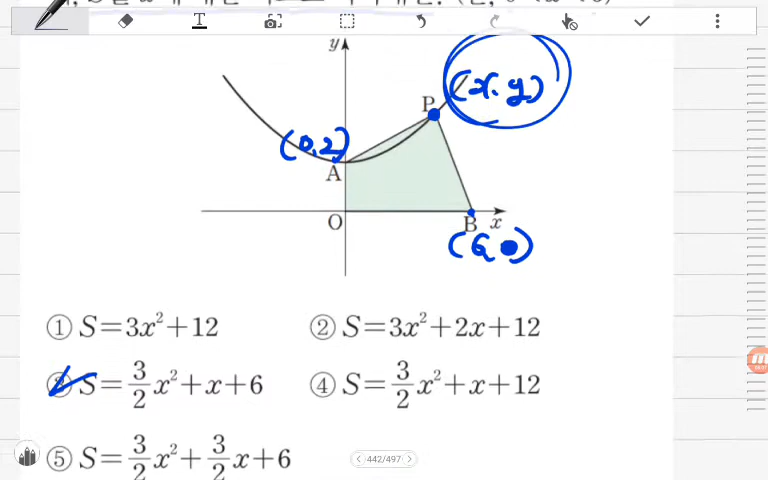 T
y
P
(x. y)
(0,2)
A
O
B
x
(6, 0)
① S=3x²+12
② S=3x²+2x+12
③ S=3/2x²+x+6
④ S=3/2x²+x+12
⑤ S=3/2x²+3/2x+6
442/497